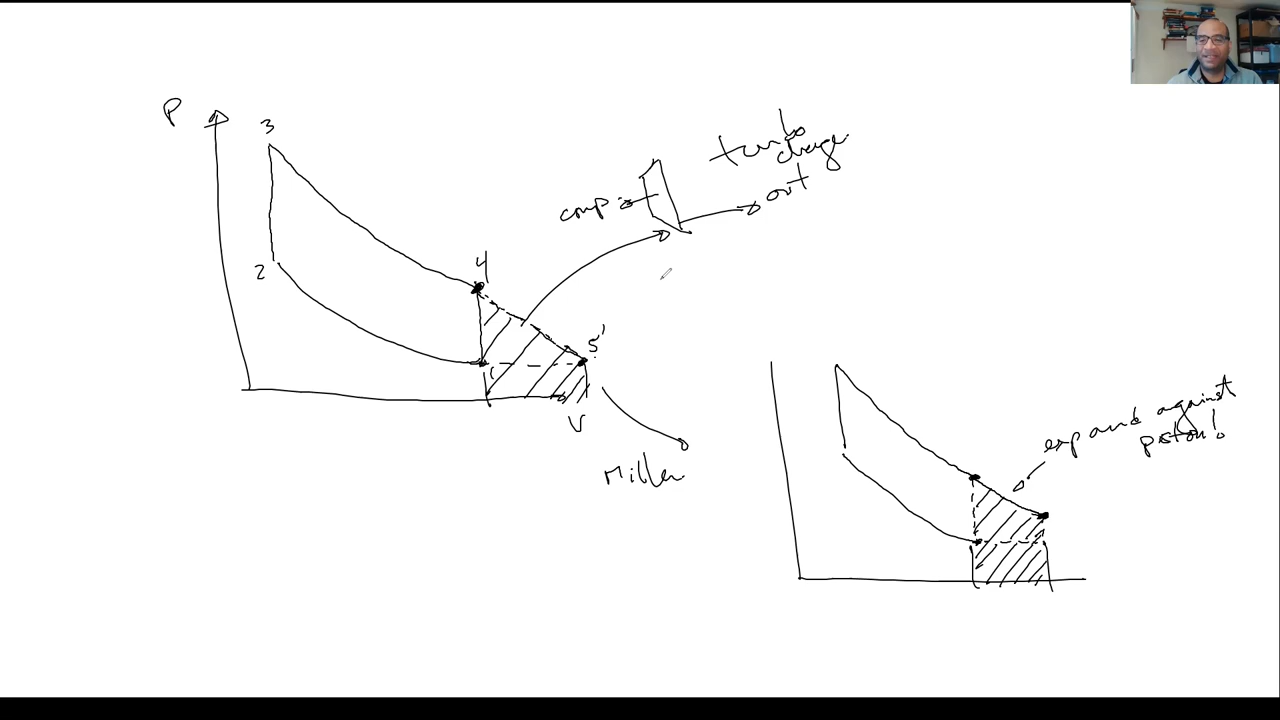 P
3
turbo
charge
out
comp
2
4
5'
1
V
Miller
expand against
piston!